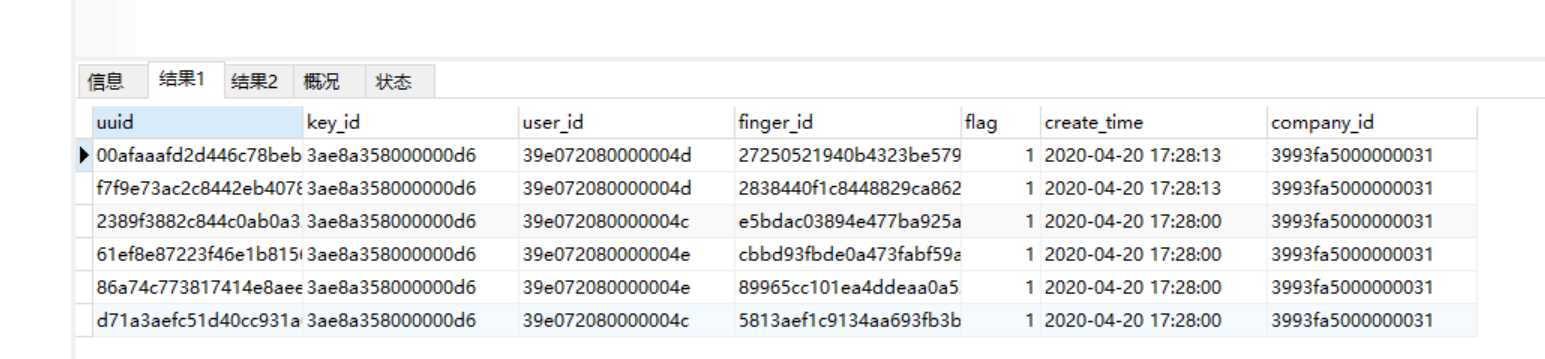 信息 结果1 结果2 概况 状态
uuid key_id user_id finger_id flag create_time company_id
00afaaafd2d446c78beb 3ae8a358000000d6 39e072080000004d 27250521940b4323be579 1 2020-04-20 17:28:13 3993fa5000000031
f7f9e73ac2c8442eb4078 3ae8a358000000d6 39e072080000004d 2838440f1c8448829ca862 1 2020-04-20 17:28:13 3993fa5000000031
2389f3882c844c0ab0a3 3ae8a358000000d6 39e072080000004c e5bdac03894e477ba925a 1 2020-04-20 17:28:00 3993fa5000000031
61ef8e87223f46e1b815 3ae8a358000000d6 39e072080000004e cbbd93fbde0a473fabf59a 1 2020-04-20 17:28:00 3993fa5000000031
86a74c773817414e8aee 3ae8a358000000d6 39e072080000004e 89965cc101ea4ddeaa0a5 1 2020-04-20 17:28:00 3993fa5000000031
d71a3aefc51d40cc931a 3ae8a358000000d6 39e072080000004c 5813aef1c9134aa693fb3b 1 2020-04-20 17:28:00 3993fa5000000031